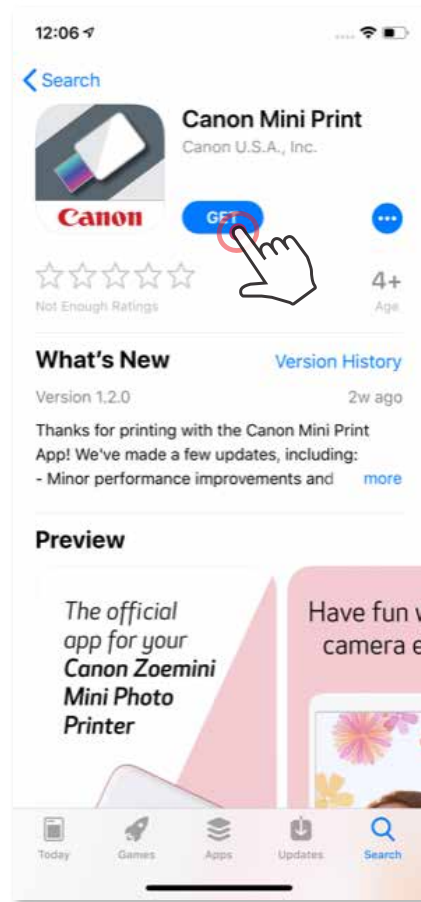 12:06
Search
Canon Mini Print
Canon U.S.A., Inc.
Canon
GET
4+
Not Enough Ratings
Age
What's New
Version History
Version 1.2.0
2w ago
Thanks for printing with the Canon Mini Print
App! We've made a few updates, including:
- Minor performance improvements and more
Preview
The official
app for your
Canon Zoemini
Mini Photo
Printer
Have fun w
camera e
Today
Games
Apps
Updates
Search